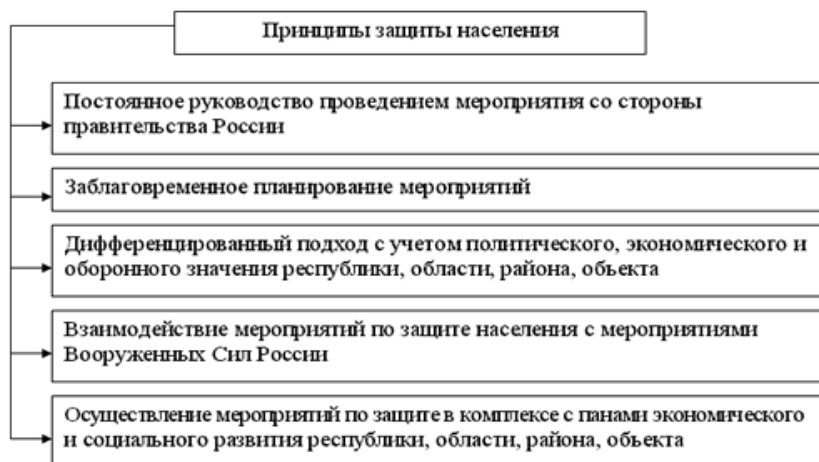 Принципы защиты населения
Постоянное руководство проведением мероприятия со стороны
правительства России
Заблаговременное планирование мероприятий
Дифференцированный подход с учетом политического, экономического и
оборонного значения республики, области, района, объекта
Взаимодействие мероприятий по защите населения с мероприятиями
Вооруженных Сил России
Осуществление мероприятий по защите в комплексе с панами экономического
и социального развития республики, области, района, объекта